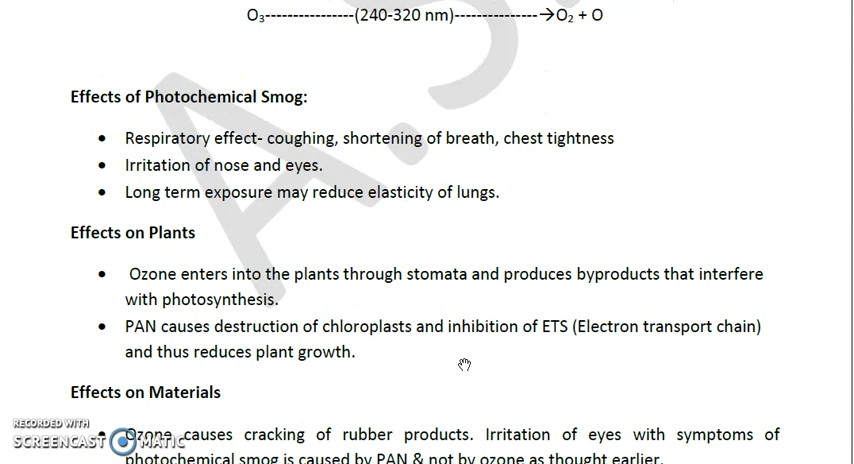 O₃----------------(240-320 nm)---------------→O₂ + O
Effects of Photochemical Smog:
• Respiratory effect- coughing, shortening of breath, chest tightness
• Irritation of nose and eyes.
• Long term exposure may reduce elasticity of lungs.
Effects on Plants
• Ozone enters into the plants through stomata and produces byproducts that interfere
with photosynthesis.
• PAN causes destruction of chloroplasts and inhibition of ETS (Electron transport chain)
and thus reduces plant growth.
Effects on Materials
RECORDED WITH
SCREENCAST MATIC
• Ozone causes cracking of rubber products. Irritation of eyes with symptoms of
photochemical smog is caused by PAN & not by ozone as thought earlier.